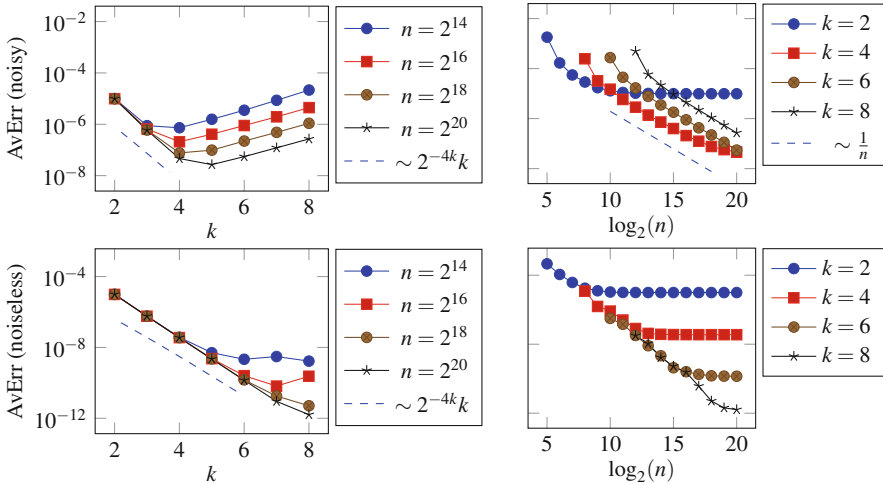 AvErr (noisy)
10^{-2}
10^{-4}
10^{-6}
10^{-8}
2 4 6 8
k
n = 2^{14}
n = 2^{16}
n = 2^{18}
n = 2^{20}
∼ 2^{-4k}k
5 10 15 20
log_2(n)
k = 2
k = 4
k = 6
k = 8
∼ \frac{1}{n}
AvErr (noiseless)
10^{-4}
10^{-8}
10^{-12}
2 4 6 8
k
n = 2^{14}
n = 2^{16}
n = 2^{18}
n = 2^{20}
∼ 2^{-4k}k
5 10 15 20
log_2(n)
k = 2
k = 4
k = 6
k = 8